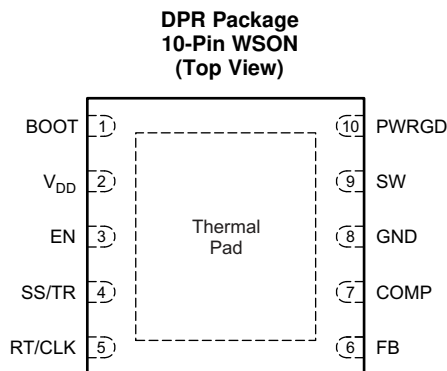 DPR Package
10-Pin WSON
(Top View)
BOOT 1 10 PWRGD
VDD 2 9 SW
EN 3 8 GND
Thermal
Pad
SS/TR 4 7 COMP
RT/CLK 5 6 FB